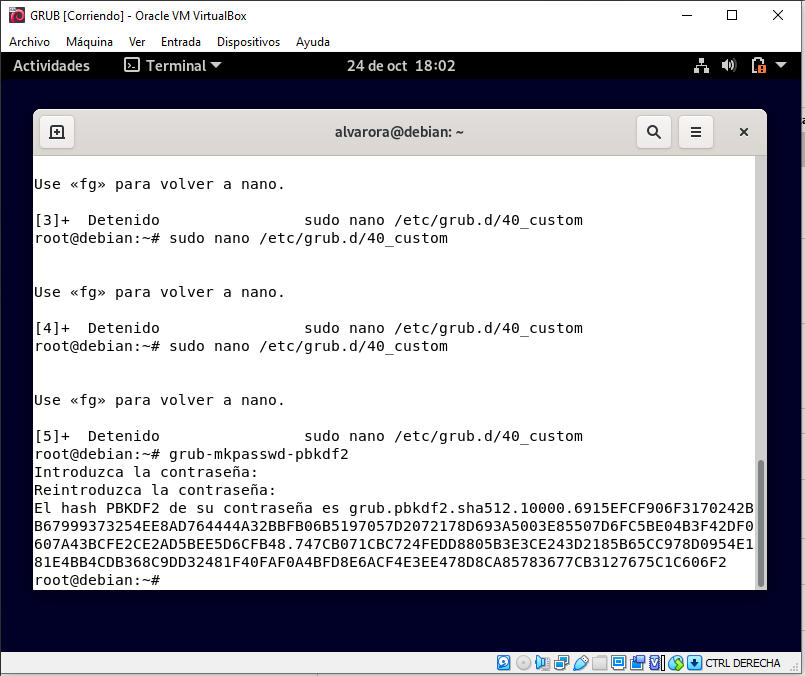 GRUB [Corriendo] - Oracle VM VirtualBox
Archivo Máquina Ver Entrada Dispositivos Ayuda
Actividades Terminal 24 de oct 18:02
alvarora@debian: ~
Use «fg» para volver a nano.
[3]+ Detenido sudo nano /etc/grub.d/40_custom
root@debian:~# sudo nano /etc/grub.d/40_custom
Use «fg» para volver a nano.
[4]+ Detenido sudo nano /etc/grub.d/40_custom
root@debian:~# sudo nano /etc/grub.d/40_custom
Use «fg» para volver a nano.
[5]+ Detenido sudo nano /etc/grub.d/40_custom
root@debian:~# grub-mkpasswd-pbkdf2
Introduzca la contraseña:
Reintroduzca la contraseña:
El hash PBKDF2 de su contraseña es grub.pbkdf2.sha512.10000.6915EFCF906F3170242B
B67999373254EE8AD764444A32BBFB06B5197057D2072178D693A5003E85507D6FC5BE04B3F42DF0
607A43BCFE2CE2AD5BEE5D6CFB48.747CB071CBC724FEDD8805B3E3CE243D2185B65CC978D0954E1
81E4BB4CDB368C9DD32481F40FAF0A4BFD8E6ACF4E3EE478D8CA85783677CB3127675C1C606F2
root@debian:~#
CTRL DERECHA